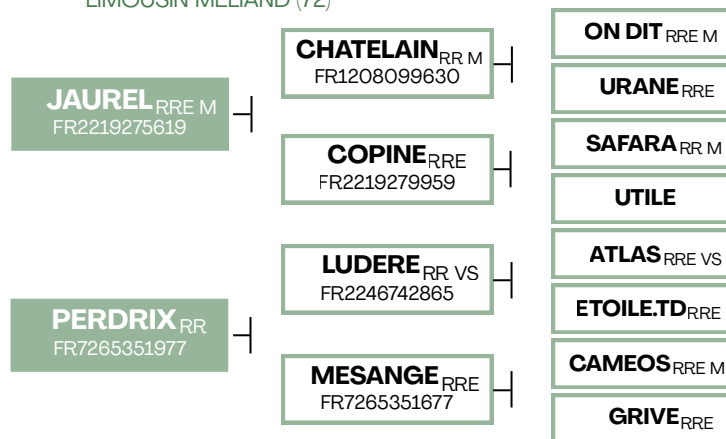 LIMOUSIN MELIAND (72)
JAUREL RRE M
FR2219275619
PERDRIX RR
FR7265351977
CHATELAIN RR M
FR1208099630
COPINE RRE
FR2219279959
LUDERE RR VS
FR2246742865
MESANGE RRE
FR7265351677
ON DIT RRE M
URANE RRE
SAFARA RR M
UTILE
ATLAS RRE VS
ETOILE.TD RRE
CAMEOS RRE M
GRIVE RRE